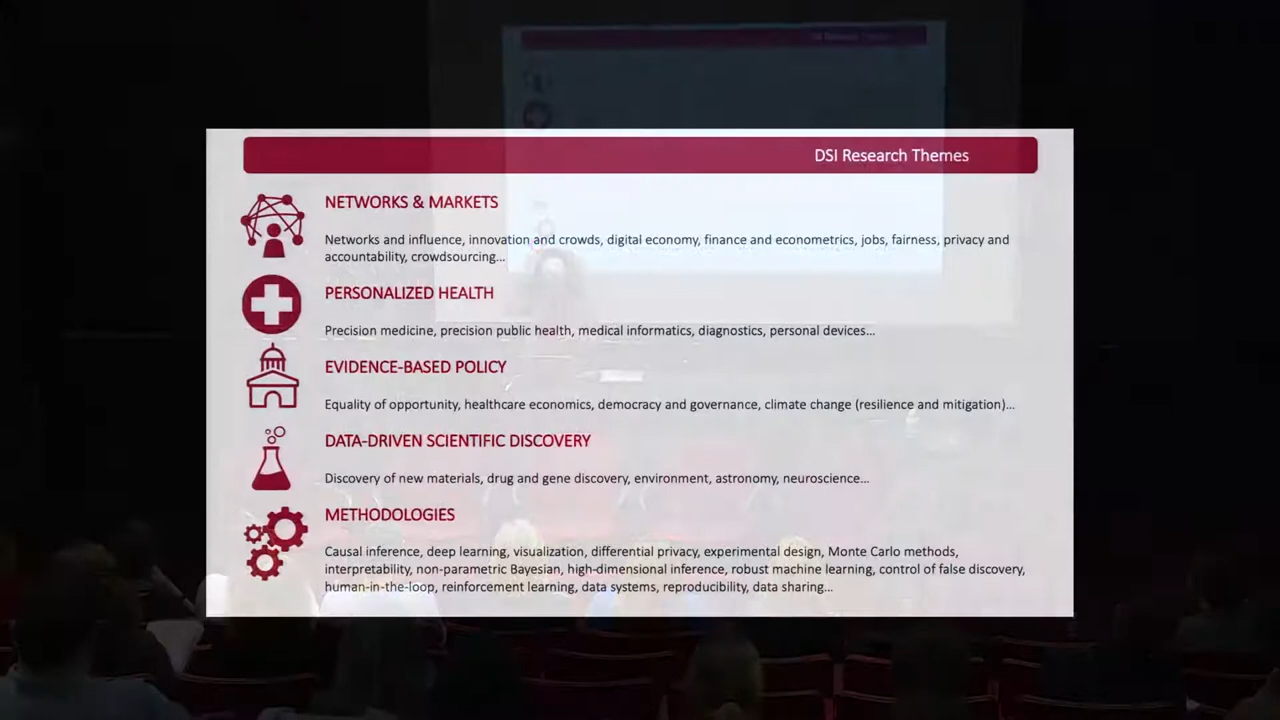 DSI Research Themes
NETWORKS & MARKETS
Networks and influence, innovation and crowds, digital economy, finance and econometrics, jobs, fairness, privacy and
accountability, crowdsourcing...
PERSONALIZED HEALTH
Precision medicine, precision public health, medical informatics, diagnostics, personal devices...
EVIDENCE-BASED POLICY
Equality of opportunity, healthcare economics, democracy and governance, climate change (resilience and mitigation)...
DATA-DRIVEN SCIENTIFIC DISCOVERY
Discovery of new materials, drug and gene discovery, environment, astronomy, neuroscience...
METHODOLOGIES
Causal inference, deep learning, visualization, differential privacy, experimental design, Monte Carlo methods,
interpretability, non-parametric Bayesian, high-dimensional inference, robust machine learning, control of false discovery,
human-in-the-loop, reinforcement learning, data systems, reproducibility, data sharing...